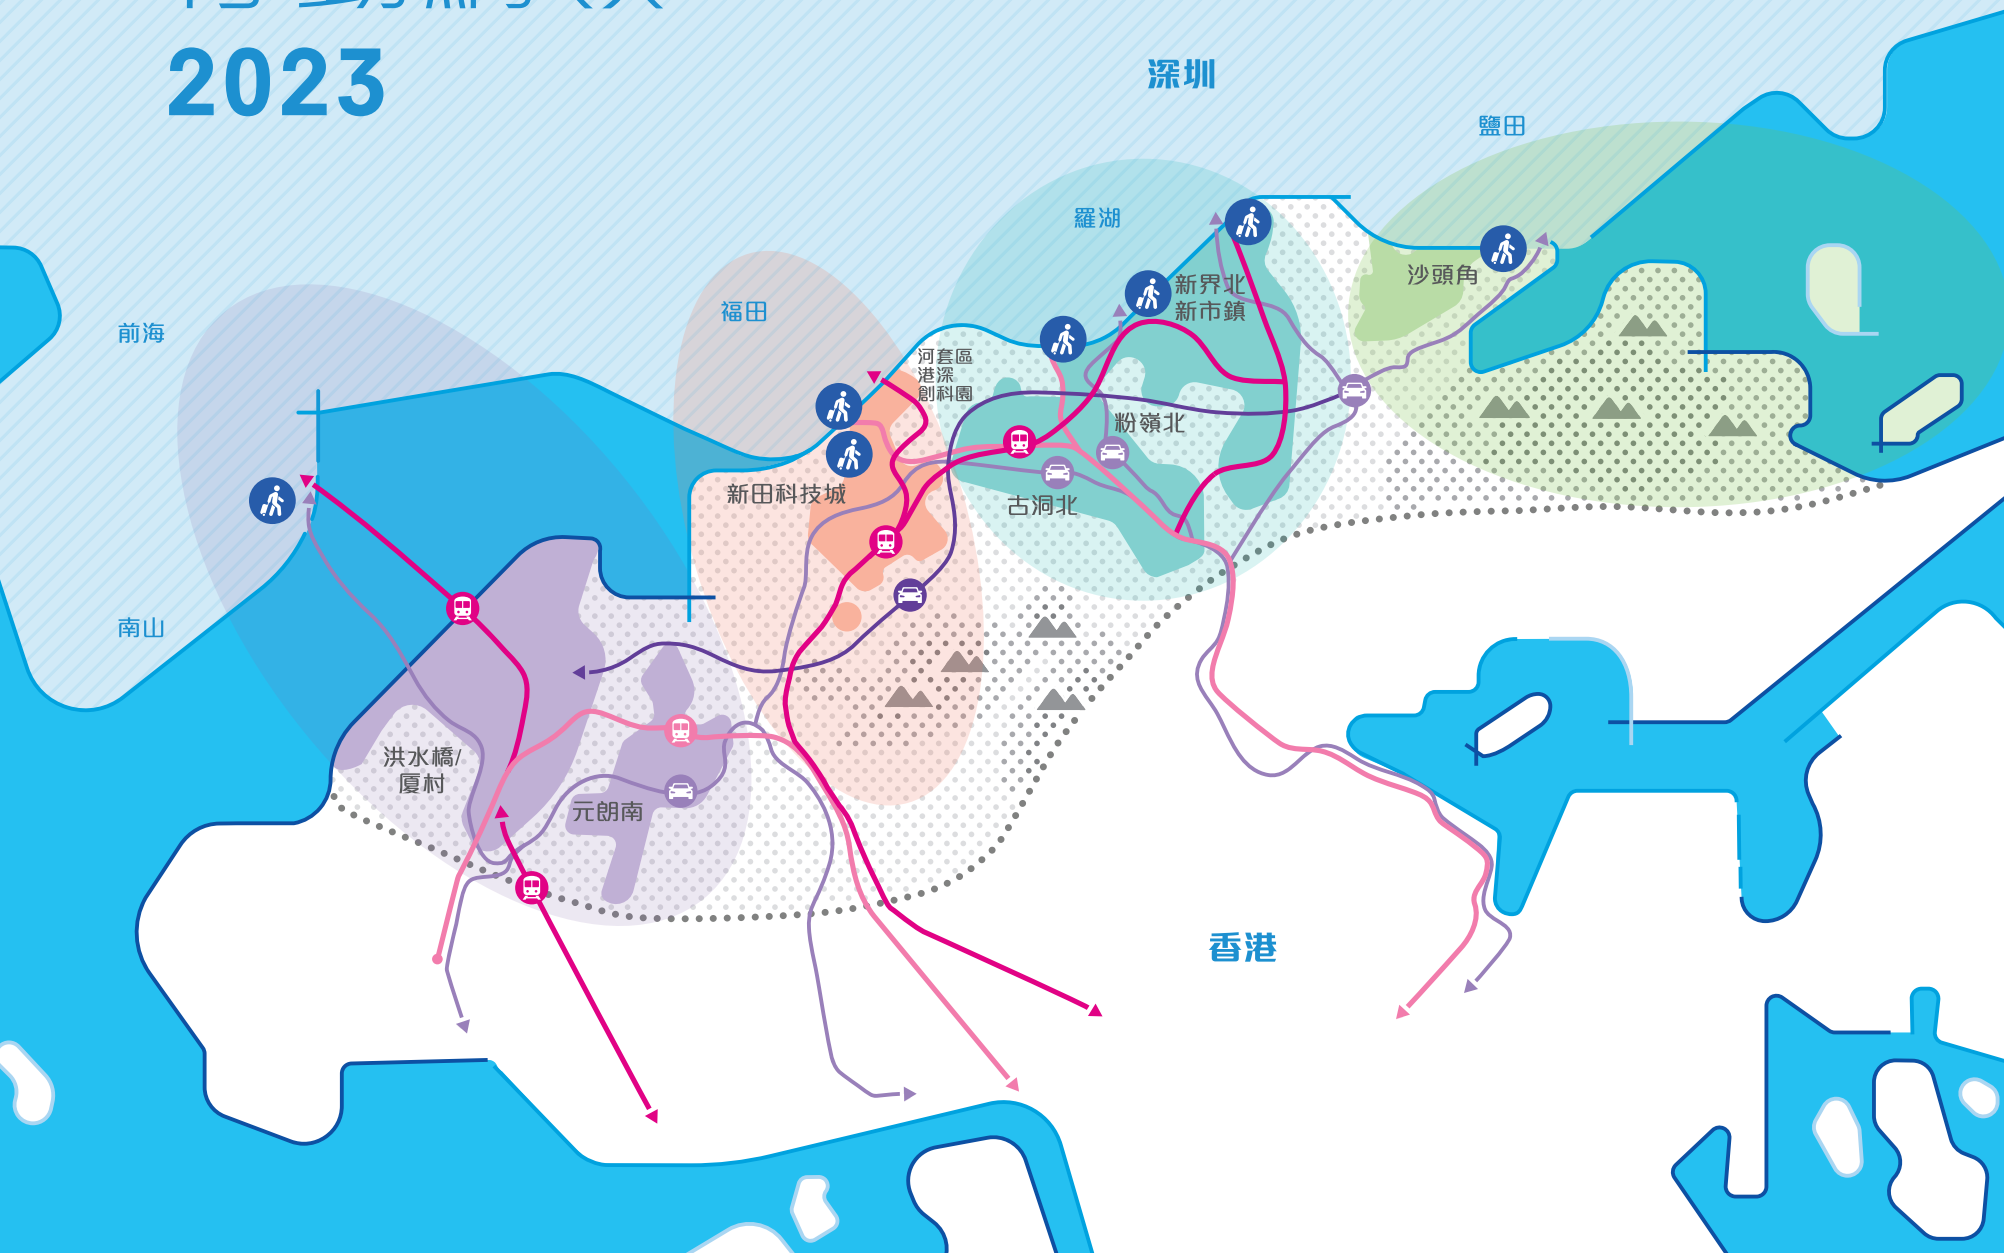 2023
深圳
鹽田
羅湖
沙頭角
新界北
新市鎮
福田
前海
河套區
港深
創科園
粉嶺北
新田科技城
古洞北
南山
洪水橋/
厦村
元朗南
香港